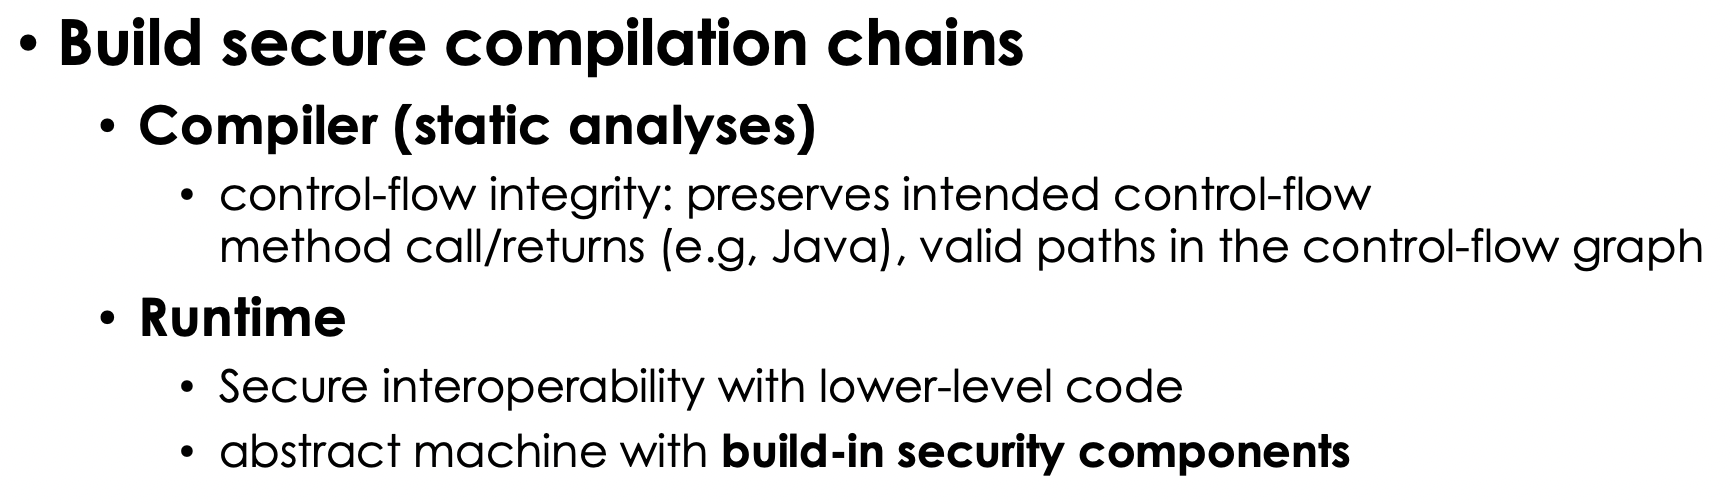 • Build secure compilation chains
• Compiler (static analyses)
• control-flow integrity: preserves intended control-flow
method call/returns (e.g, Java), valid paths in the control-flow graph
• Runtime
• Secure interoperability with lower-level code
• abstract machine with build-in security components